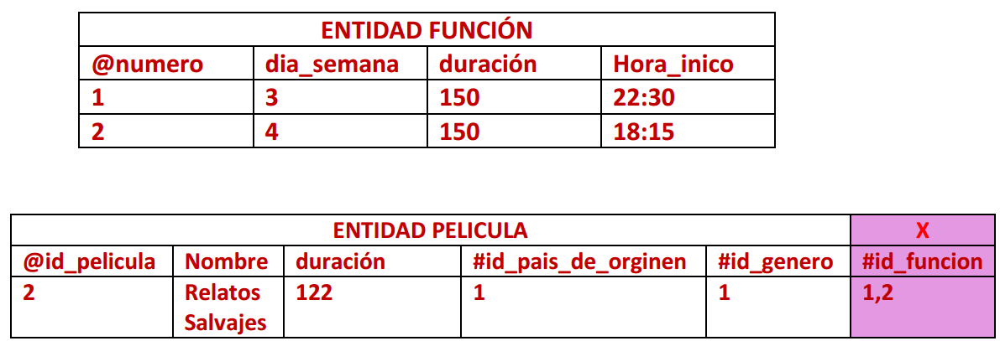 ENTIDAD FUNCIÓN
@numero dia_semana duración Hora_inico
1 3 150 22:30
2 4 150 18:15
ENTIDAD PELICULA X
@id_pelicula Nombre duración #id_pais_de_orginen #id_genero #id_funcion
2 Relatos 122 1 1 1,2
Salvajes